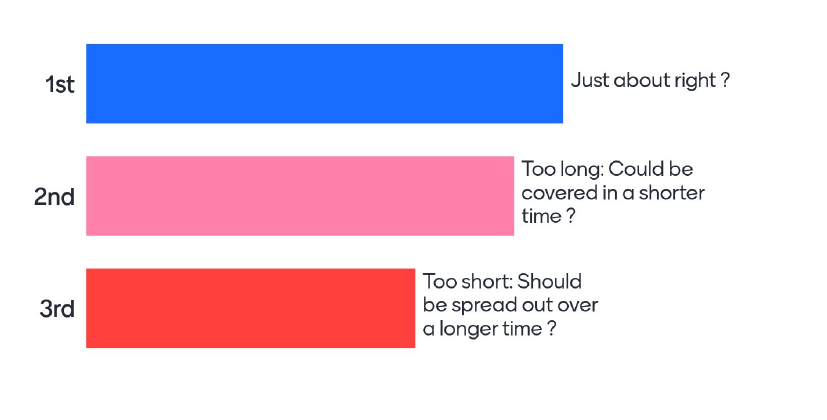 1st
Just about right ?
2nd
Too long: Could be
covered in a shorter
time ?
3rd
Too short: Should
be spread out over
a longer time ?